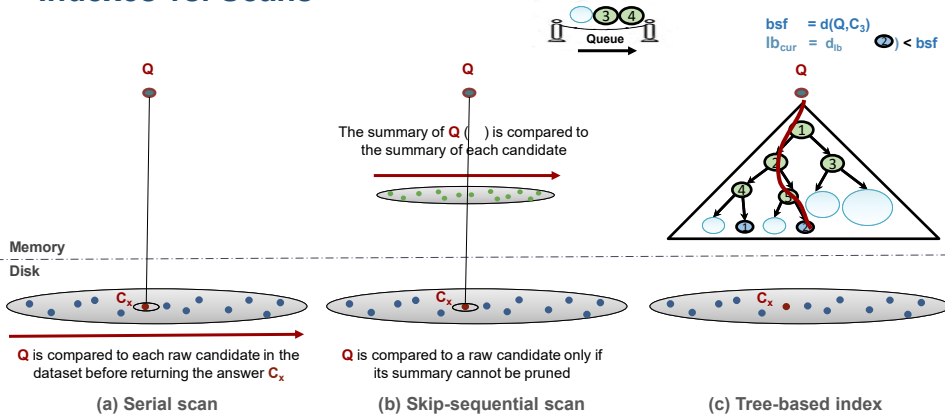 Indexes vs. Scans
3 4
Queue
bsf = d(Q,C3)
lbcur = dlb 2 ) < bsf
Q
Q
Q
The summary of Q ( ) is compared to
the summary of each candidate
1
2
3
4
5
1
2
Memory
Disk
Cx
Cx
Cx
Q is compared to each raw candidate in the
dataset before returning the answer Cx
Q is compared to a raw candidate only if
its summary cannot be pruned
(a) Serial scan
(b) Skip-sequential scan
(c) Tree-based index